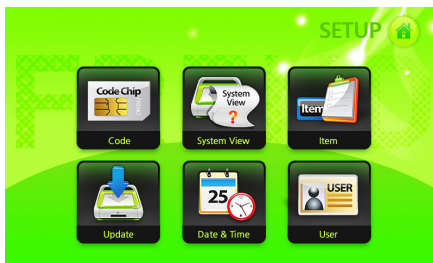 SETUP
Code Chip
System
View
?
Item
Code
System View
Item
25
USER
Update
Date & Time
User